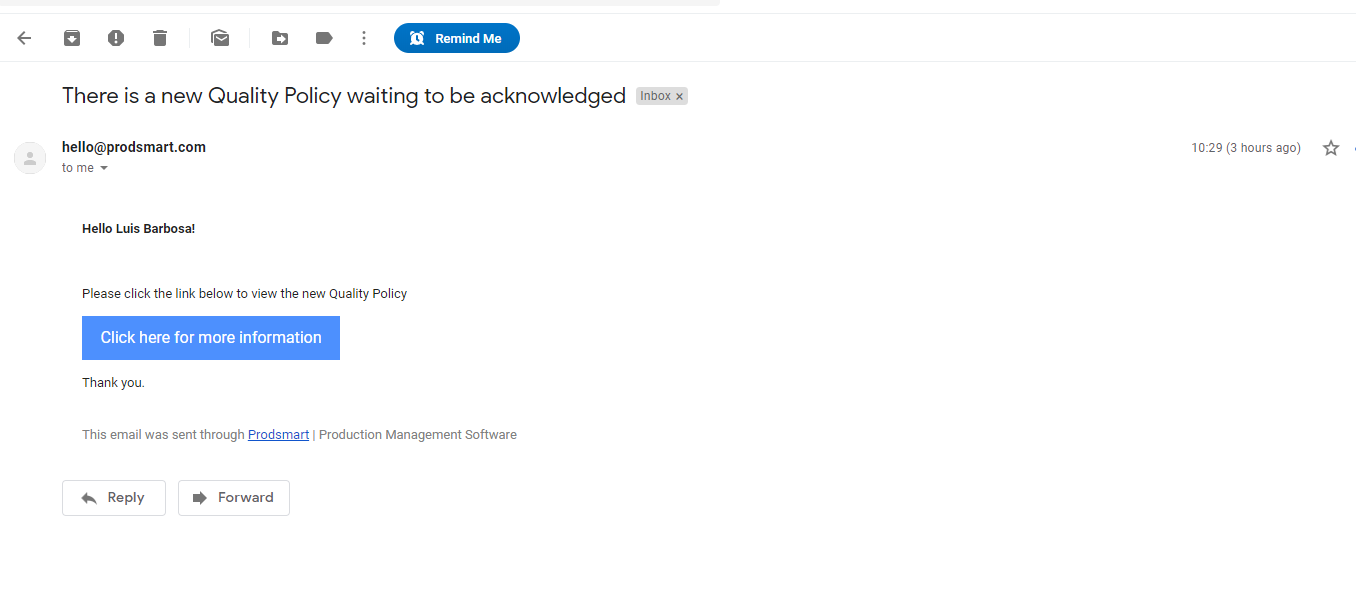 Remind Me
There is a new Quality Policy waiting to be acknowledged Inbox ×
hello@prodsmart.com 10:29 (3 hours ago)
to me
Hello Luis Barbosa!
Please click the link below to view the new Quality Policy
Click here for more information
Thank you.
This email was sent through Prodsmart | Production Management Software
Reply Forward